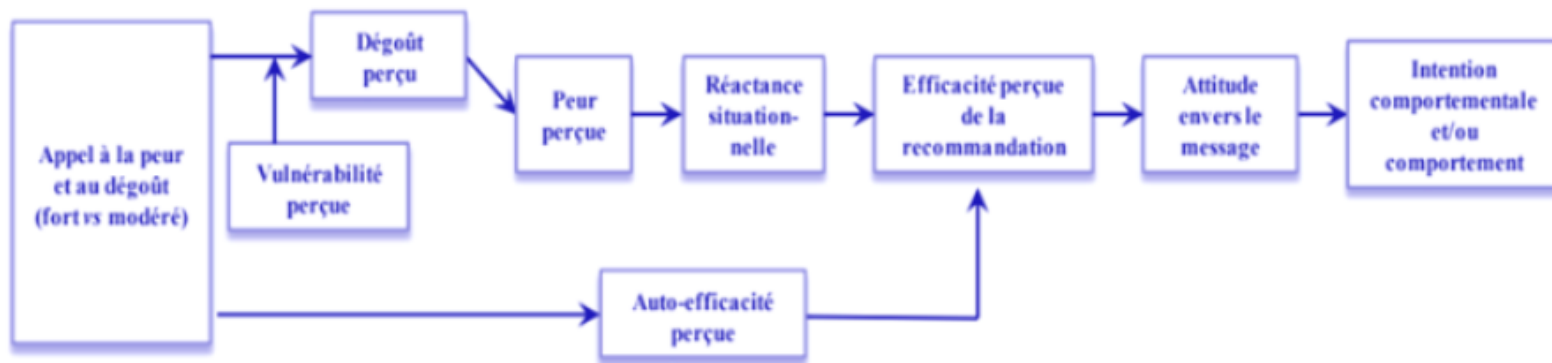 Appel à la peur
et au dégoût
(fort vs modéré)
Dégoût
perçu
Vulnérabilité
perçue
Peur
perçue
Réactance
situation-
nelle
Efficacité perçue
de la
recommandation
Attitude
envers le
message
Intention
comportementale
et/ou
comportement
Auto-efficacité
perçue